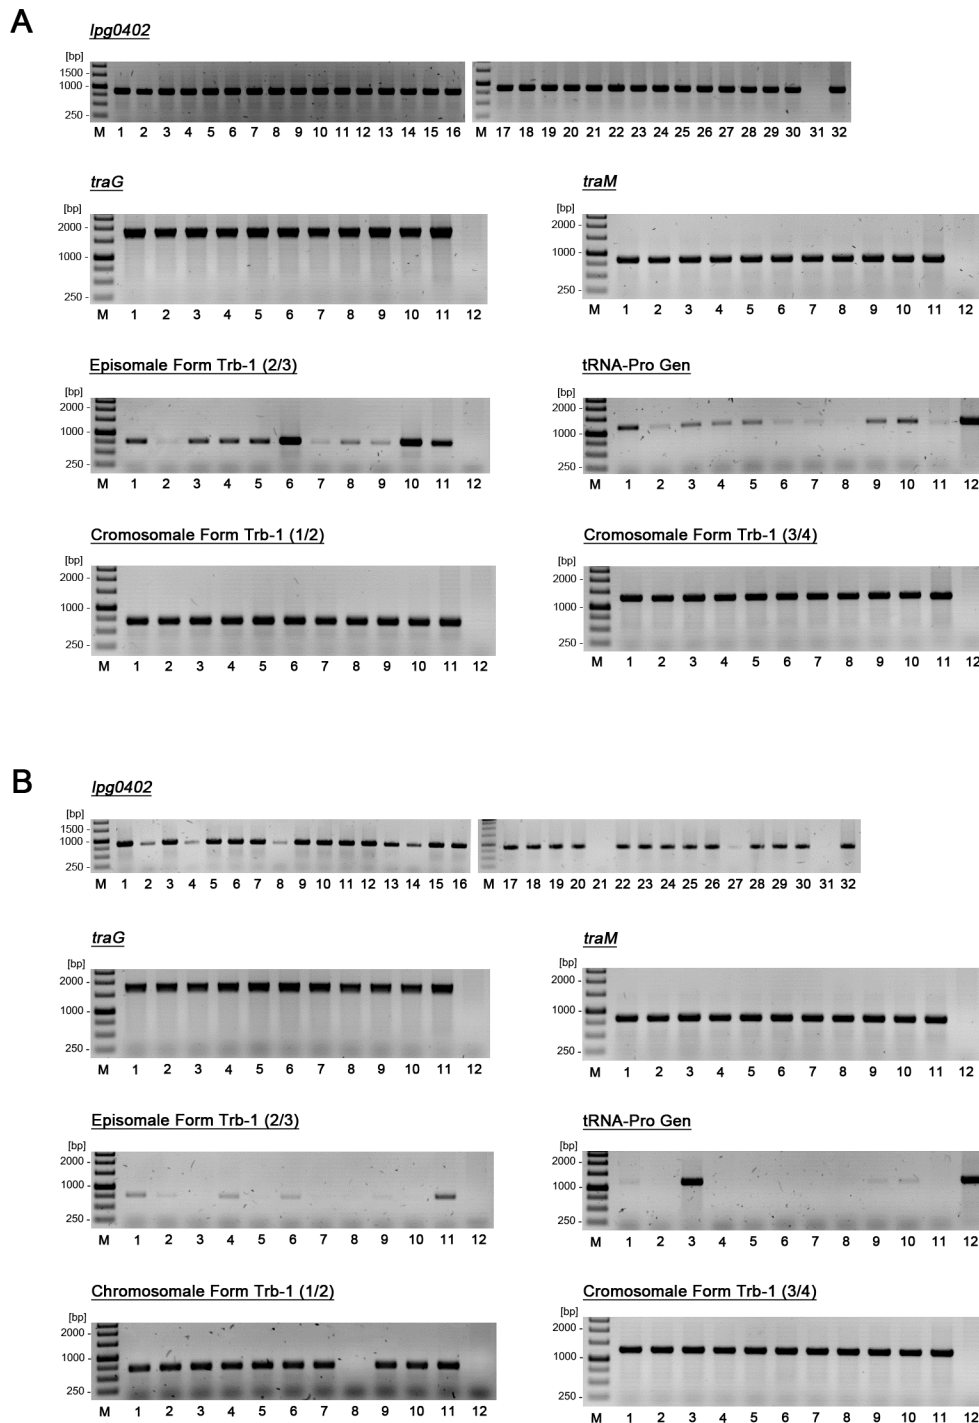 A
lpg0402
[bp]
1500 -
1000 -
250 -
M 1 2 3 4 5 6 7 8 9 10 11 12 13 14 15 16 M 17 18 19 20 21 22 23 24 25 26 27 28 29 30 31 32
traG
[bp]
2000 -
1000 -
250 -
M 1 2 3 4 5 6 7 8 9 10 11 12
traM
[bp]
2000 -
1000 -
250 -
M 1 2 3 4 5 6 7 8 9 10 11 12
Episomale Form Trb-1 (2/3)
[bp]
2000 -
1000 -
250 -
M 1 2 3 4 5 6 7 8 9 10 11 12
tRNA-Pro Gen
[bp]
2000 -
1000 -
250 -
M 1 2 3 4 5 6 7 8 9 10 11 12
Cromosomale Form Trb-1 (1/2)
[bp]
2000 -
1000 -
250 -
M 1 2 3 4 5 6 7 8 9 10 11 12
Cromosomale Form Trb-1 (3/4)
[bp]
2000 -
1000 -
250 -
M 1 2 3 4 5 6 7 8 9 10 11 12
B
lpg0402
[bp]
1500 -
1000 -
250 -
M 1 2 3 4 5 6 7 8 9 10 11 12 13 14 15 16 M 17 18 19 20 21 22 23 24 25 26 27 28 29 30 31 32
traG
[bp]
2000 -
1000 -
250 -
M 1 2 3 4 5 6 7 8 9 10 11 12
traM
[bp]
2000 -
1000 -
250 -
M 1 2 3 4 5 6 7 8 9 10 11 12
Episomale Form Trb-1 (2/3)
[bp]
2000 -
1000 -
250 -
M 1 2 3 4 5 6 7 8 9 10 11 12
tRNA-Pro Gen
[bp]
2000 -
1000 -
250 -
M 1 2 3 4 5 6 7 8 9 10 11 12
Chromosomale Form Trb-1 (1/2)
[bp]
2000 -
1000 -
250 -
M 1 2 3 4 5 6 7 8 9 10 11 12
Cromosomale Form Trb-1 (3/4)
[bp]
2000 -
1000 -
250 -
M 1 2 3 4 5 6 7 8 9 10 11 12